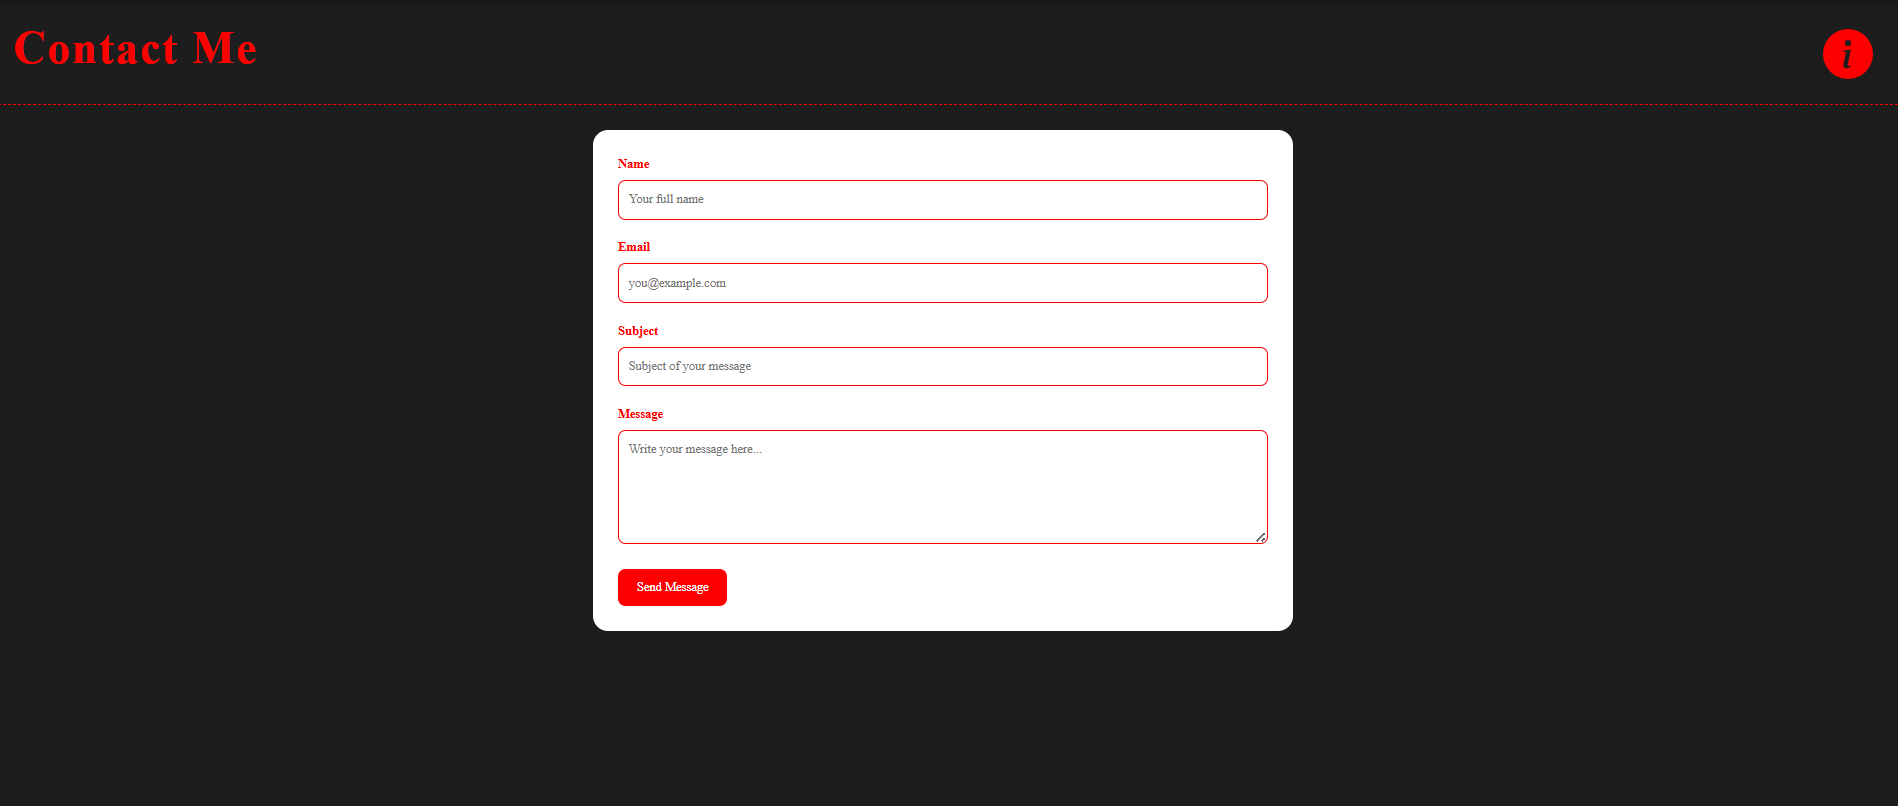 Contact Me
i
Name
Your full name
Email
you@example.com
Subject
Subject of your message
Message
Write your message here...
Send Message